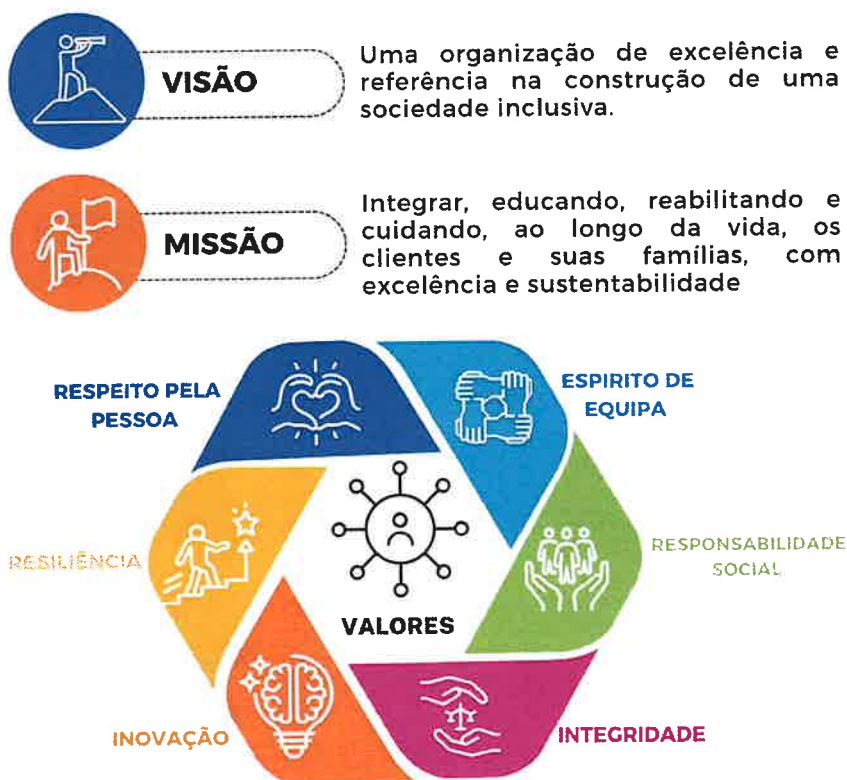 VISÃO
Uma organização de excelência e
referência na construção de uma
sociedade inclusiva.
MISSÃO
Integrar, educando, reabilitando e
cuidando, ao longo da vida, os
clientes e suas famílias, com
excelência e sustentabilidade
RESPEITO PELA
PESSOA
ESPIRITO DE
EQUIPA
RESILIÊNCIA
RESPONSABILIDADE
SOCIAL
VALORES
INOVAÇÃO
INTEGRIDADE